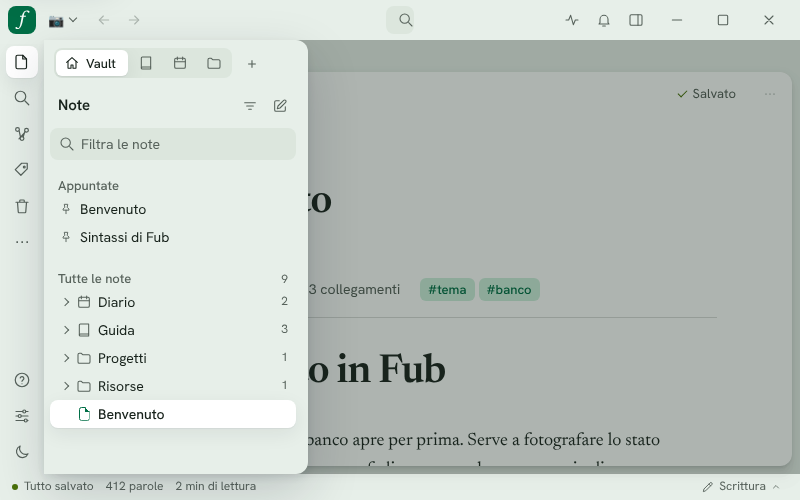 f
Vault
Note
Salvato
Filtra le note
Appuntate
Benvenuto
to
Sintassi di Fub
Tutte le note 9
3 collegamenti #tema #banco
Diario 2
Guida 3
Progetti 1
o in Fub
Risorse 1
Benvenuto
banco apre per prima. Serve a fotografare lo stato
Tutto salvato 412 parole 2 min di lettura
Scrittura